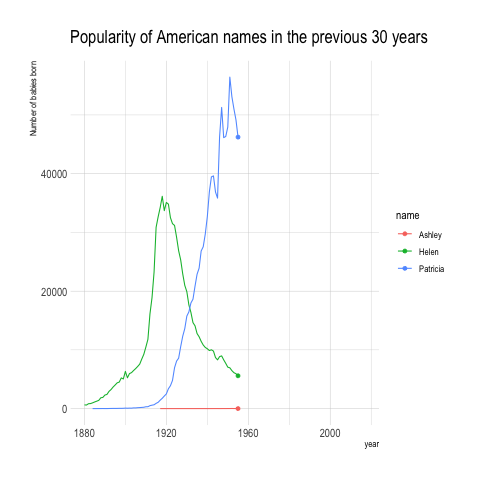 Popularity of American names in the previous 30 years
Number of babies born
40000
20000
0
1880
1920
1960
2000
year
name
Ashley
Helen
Patricia